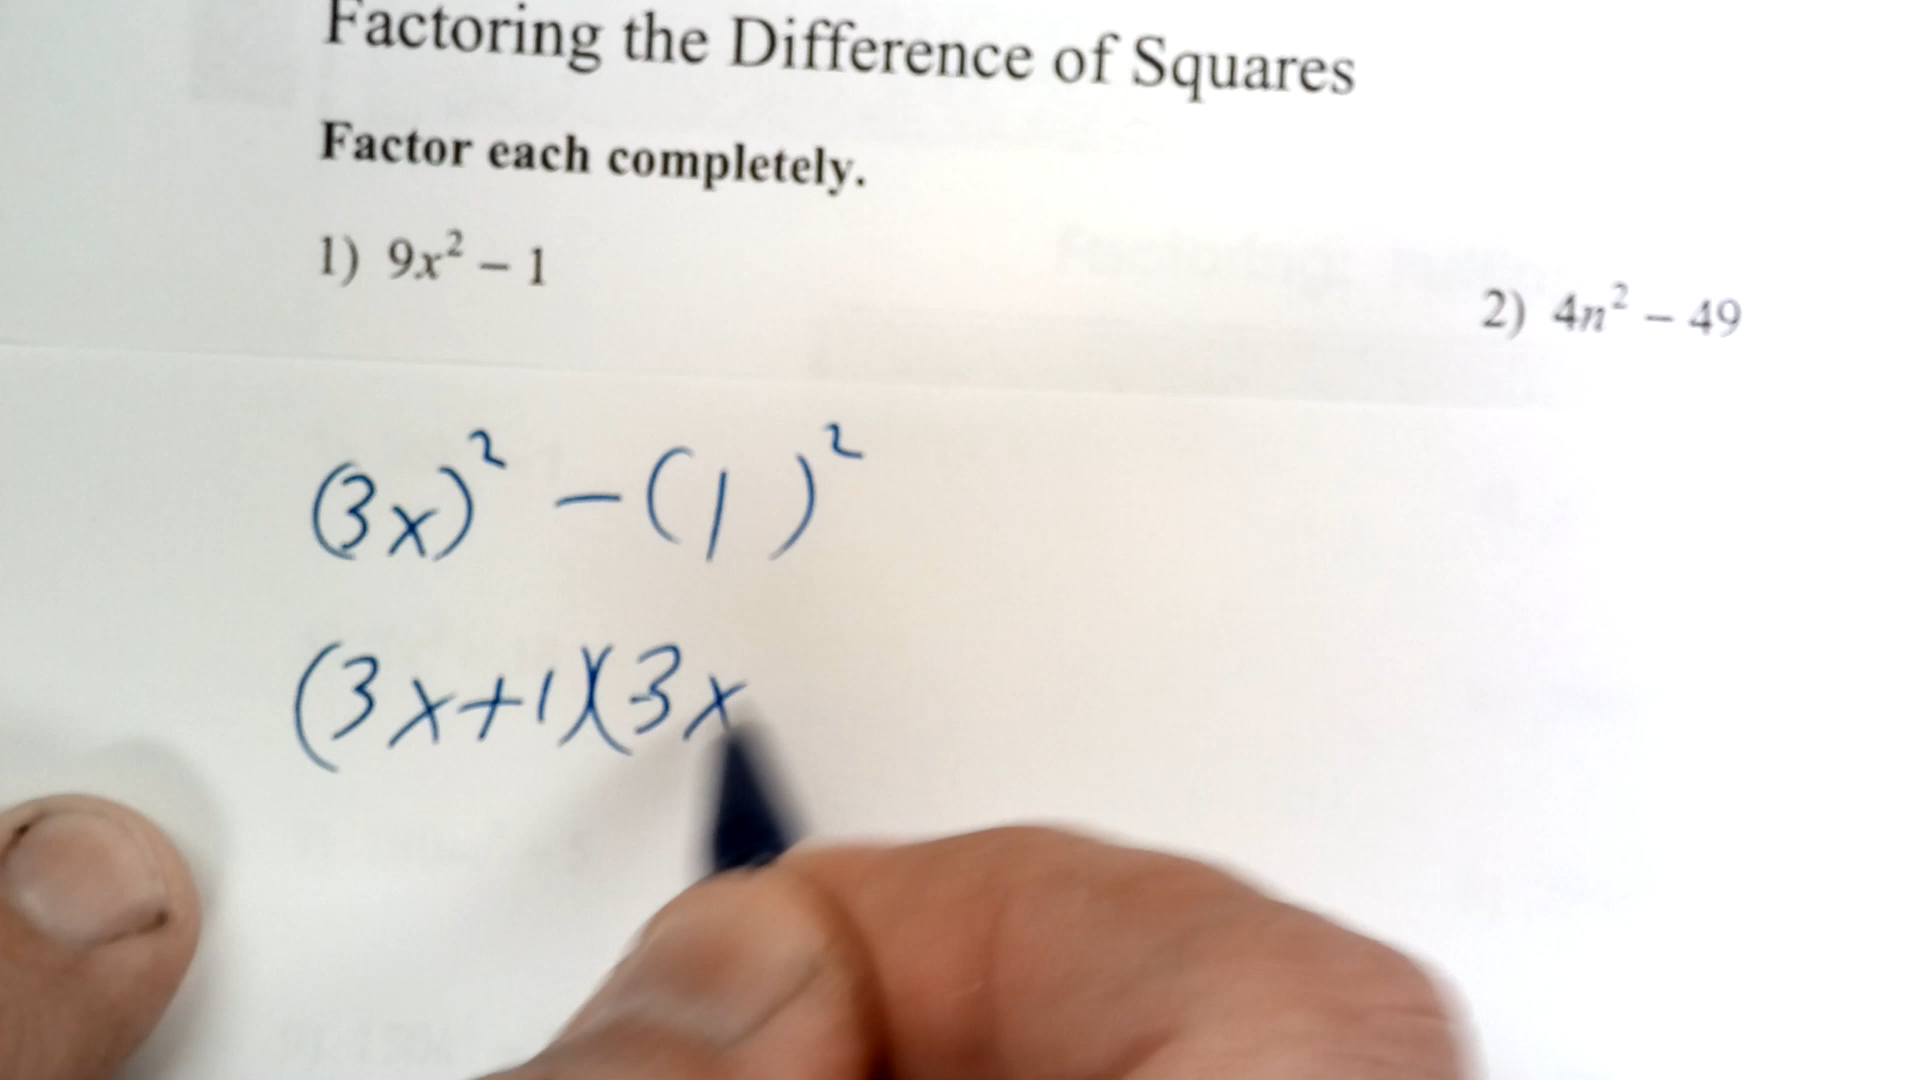 Factoring the Difference of Squares
Factor each completely.
1) 9x² – 1
2) 4n² – 49
(3x)² – (1)²
(3x+1)(3x